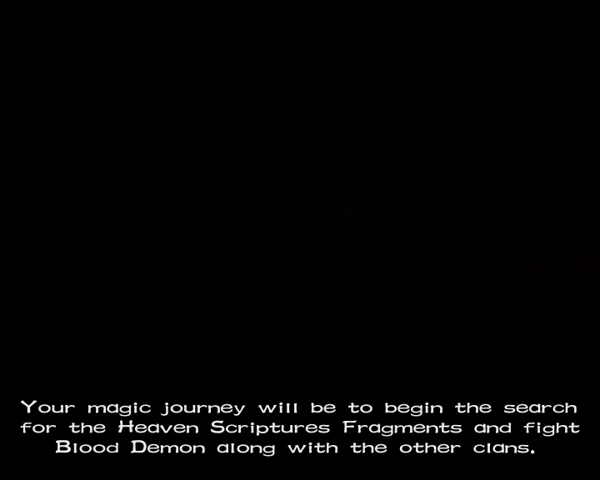 Your magic journey will be to begin the search
for the Heaven Scriptures Fragments and fight
Blood Demon along with the other clans.